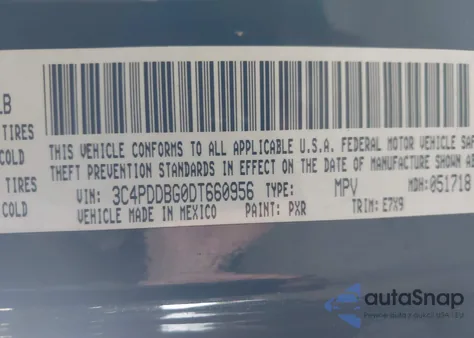 LB
TIRES
COLD
TIRES
COLD
THIS VEHICLE CONFORMS TO ALL APPLICABLE U.S.A. FEDERAL MOTOR VEHICLE SAF
THEFT PREVENTION STANDARDS IN EFFECT ON THE DATE OF MANUFACTURE SHOWN
VIN: 3C4PDDBG0DT660956 TYPE: MPV MDH: 051718
VEHICLE MADE IN MEXICO PAINT: PXR TRIM: E7X9
autaSnap